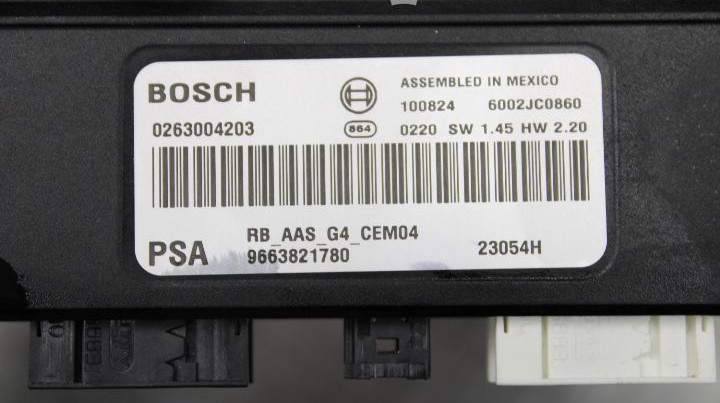 BOSCH
ASSEMBLED IN MEXICO
100824 6002JC0860
0263004203
864
0220 SW 1.45 HW 2.20
PSA
RB_AAS_G4_CEM04
9663821780
23054H